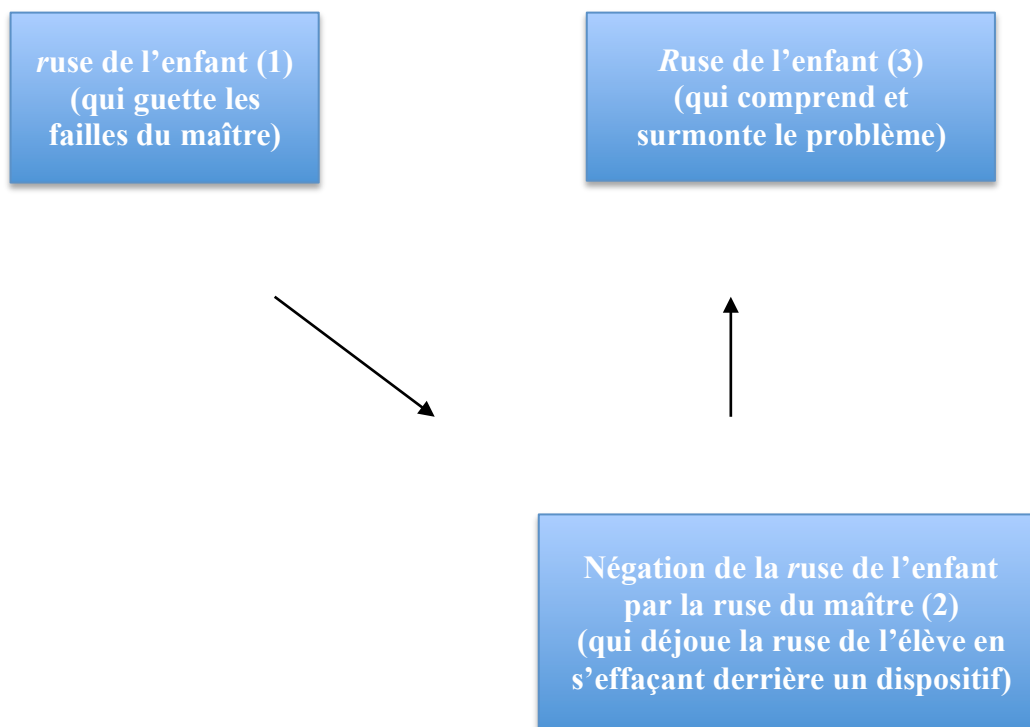 ruse de l’enfant (1)
(qui guette les
failles du maître)
Ruse de l’enfant (3)
(qui comprend et
surmonte le problème)
Négation de la ruse de l’enfant
par la ruse du maître (2)
(qui déjoue la ruse de l’élève en
s’effaçant derrière un dispositif)